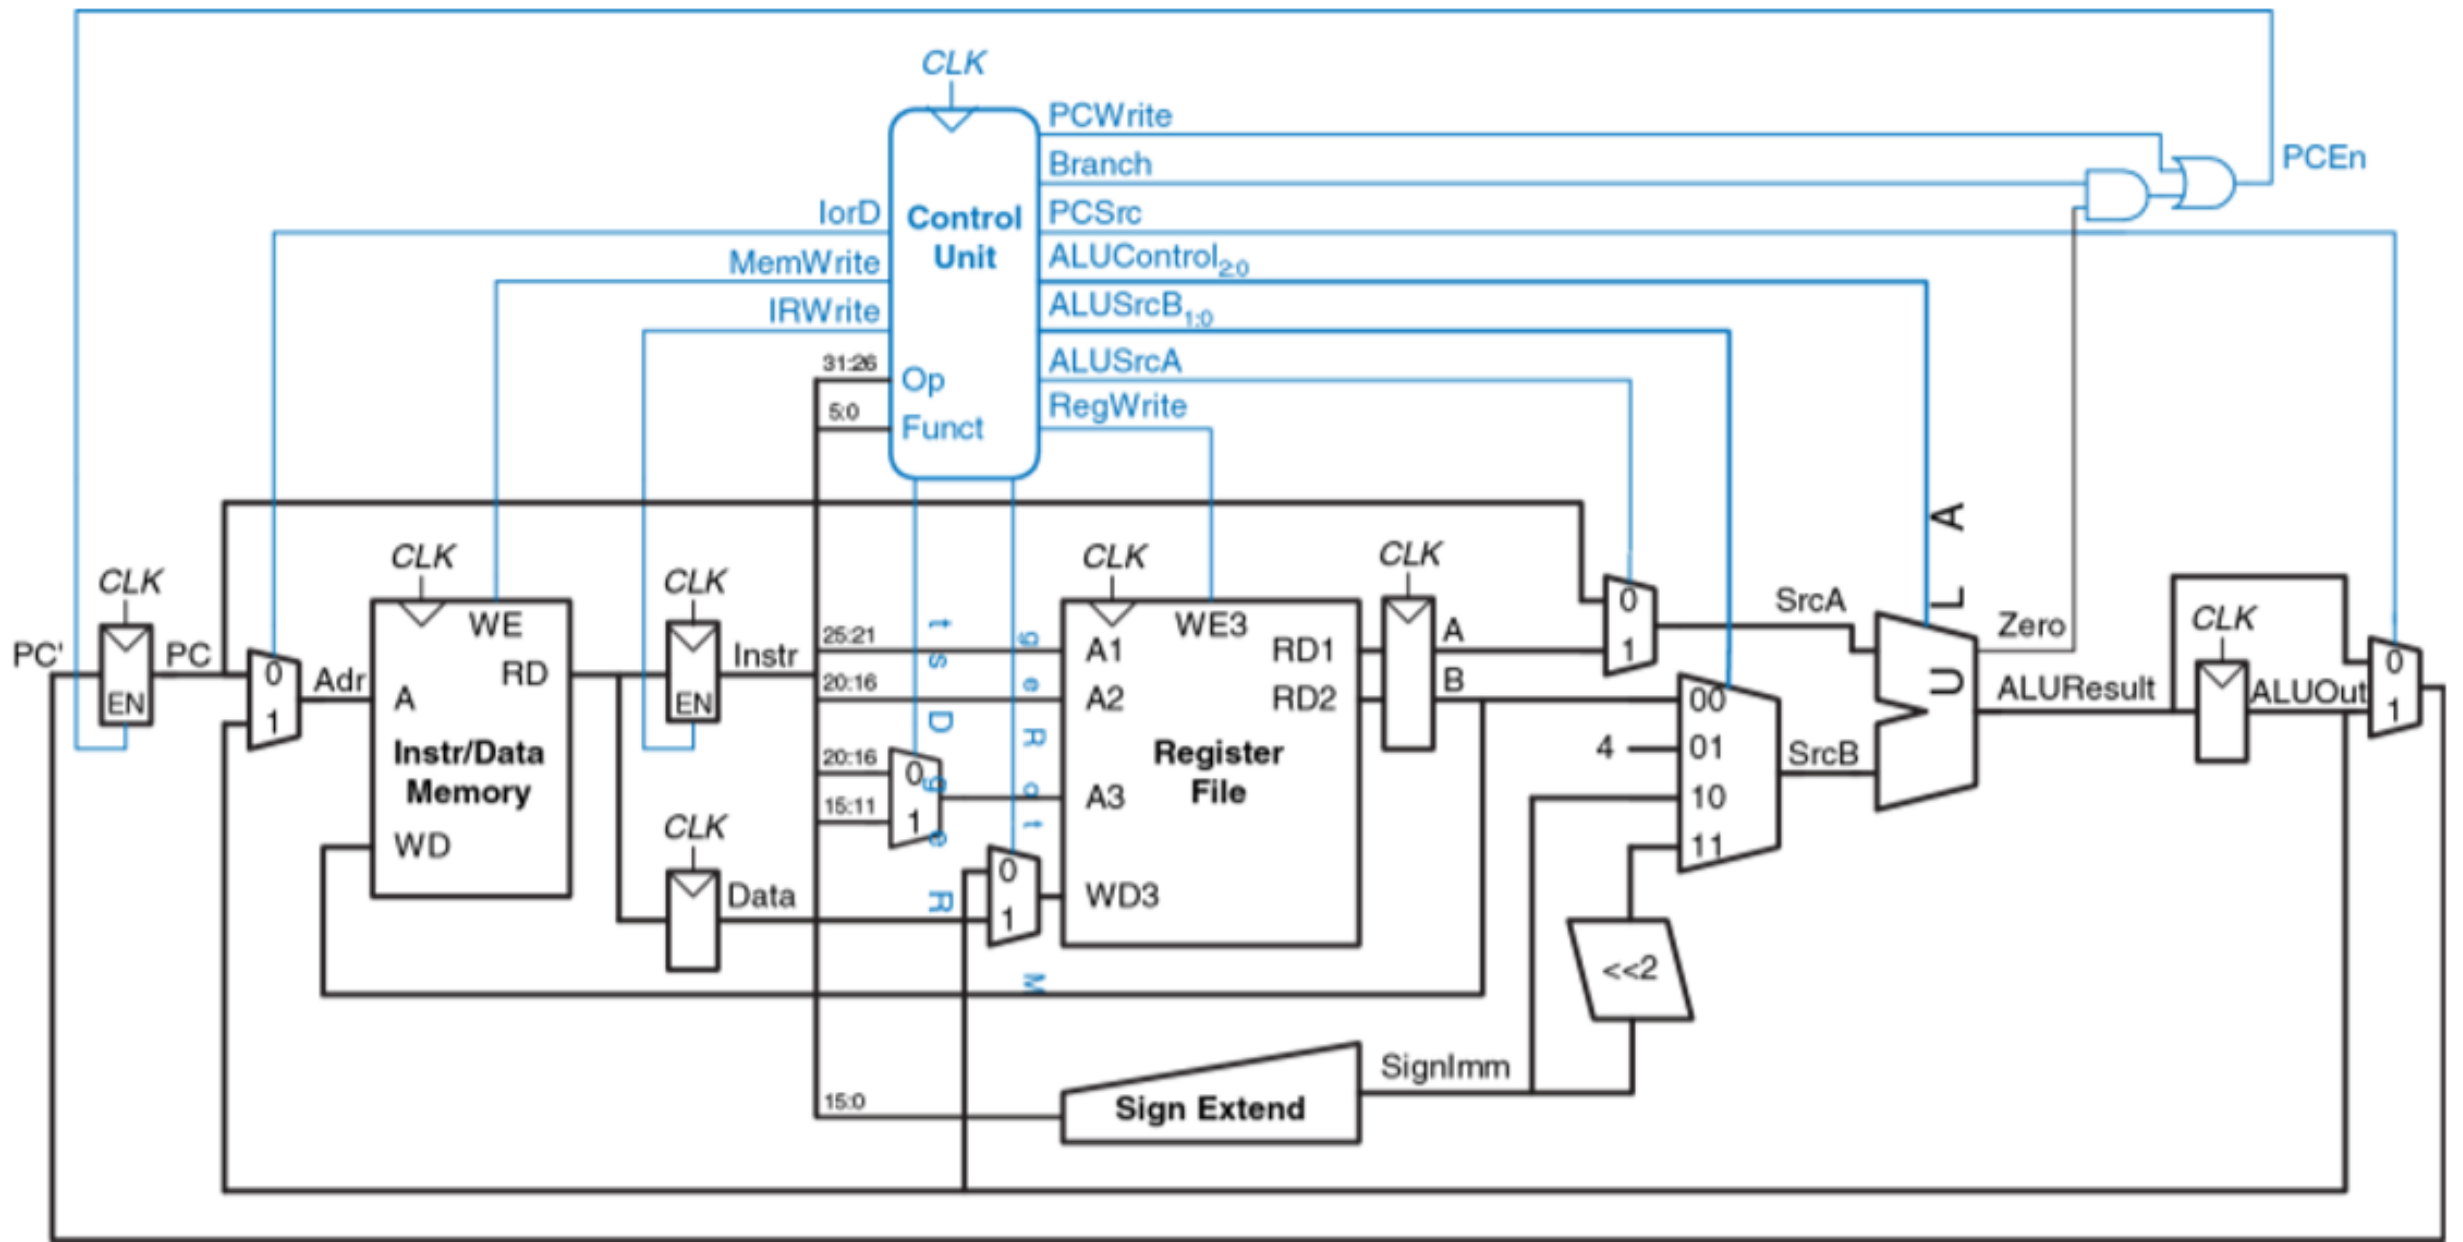 CLK
PCWrite
Branch
PCEn
IorD
Control
Unit
PCSrc
MemWrite
ALUControl2:0
IRWrite
ALUSrcB1:0
31:26
Op
ALUSrcA
5:0
Funct
RegWrite
CLK
CLK
CLK
CLK
CLK
PC'
EN
PC
0
1
Adr
WE
A
RD
Instr/Data
Memory
WD
EN
Instr
CLK
Data
25:21
20:16
20:16
15:11
15:0
0
1
RegDst
MemtoReg
0
1
A1
A2
A3
WD3
WE3
RD1
RD2
Register
File
A
B
0
1
SrcA
00
01
10
11
4
SrcB
<<2
SignImm
Sign Extend
ALU
Zero
ALUResult
CLK
ALUOut
0
1